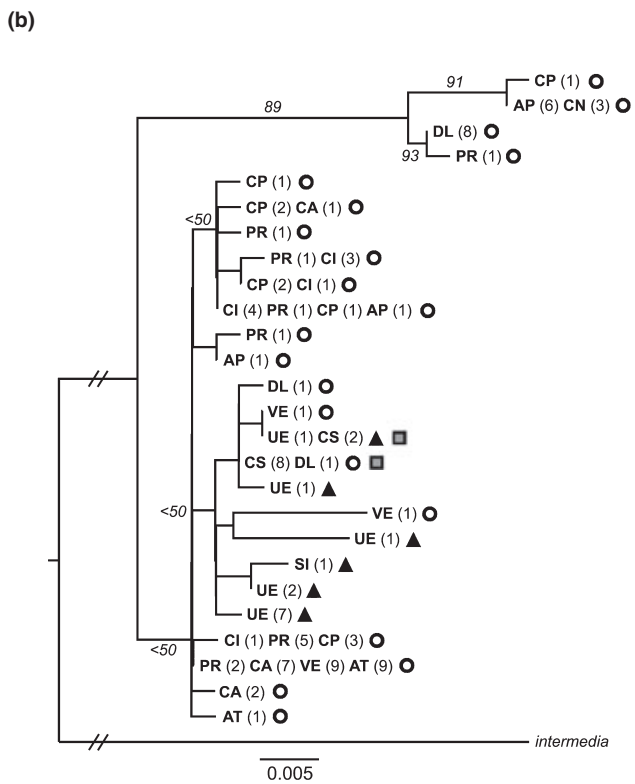 (b)
91
CP (1)
89
AP (6) CN (3)
DL (8)
93
PR (1)
CP (1)
CP (2) CA (1)
<50
PR (1)
PR (1) CI (3)
CP (2) CI (1)
CI (4) PR (1) CP (1) AP (1)
PR (1)
AP (1)
DL (1)
VE (1)
UE (1) CS (2)
CS (8) DL (1)
UE (1)
<50
VE (1)
UE (1)
SI (1)
UE (2)
UE (7)
CI (1) PR (5) CP (3)
<50
PR (2) CA (7) VE (9) AT (9)
CA (2)
AT (1)
intermedia
0.005